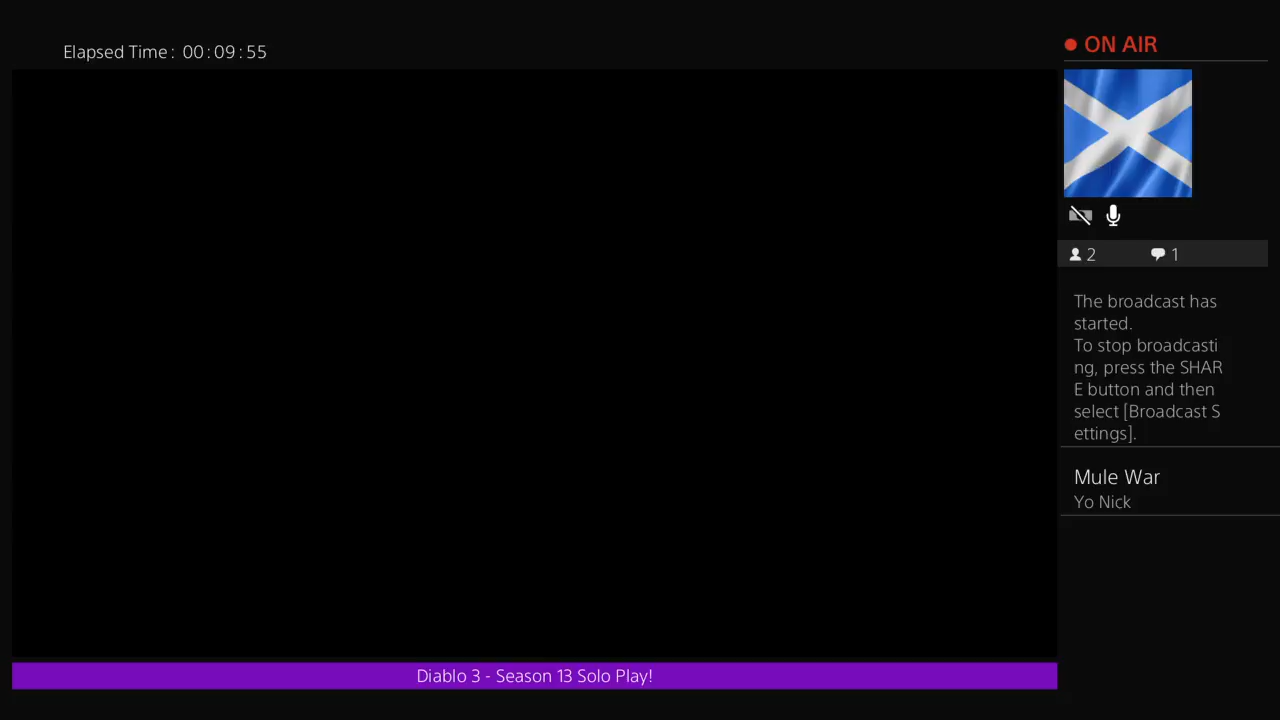 Elapsed Time: 00:09:55
ON AIR
2 1
The broadcast has
started.
To stop broadcasti
ng, press the SHAR
E button and then
select [Broadcast S
ettings].
Mule War
Yo Nick
Diablo 3 - Season 13 Solo Play!